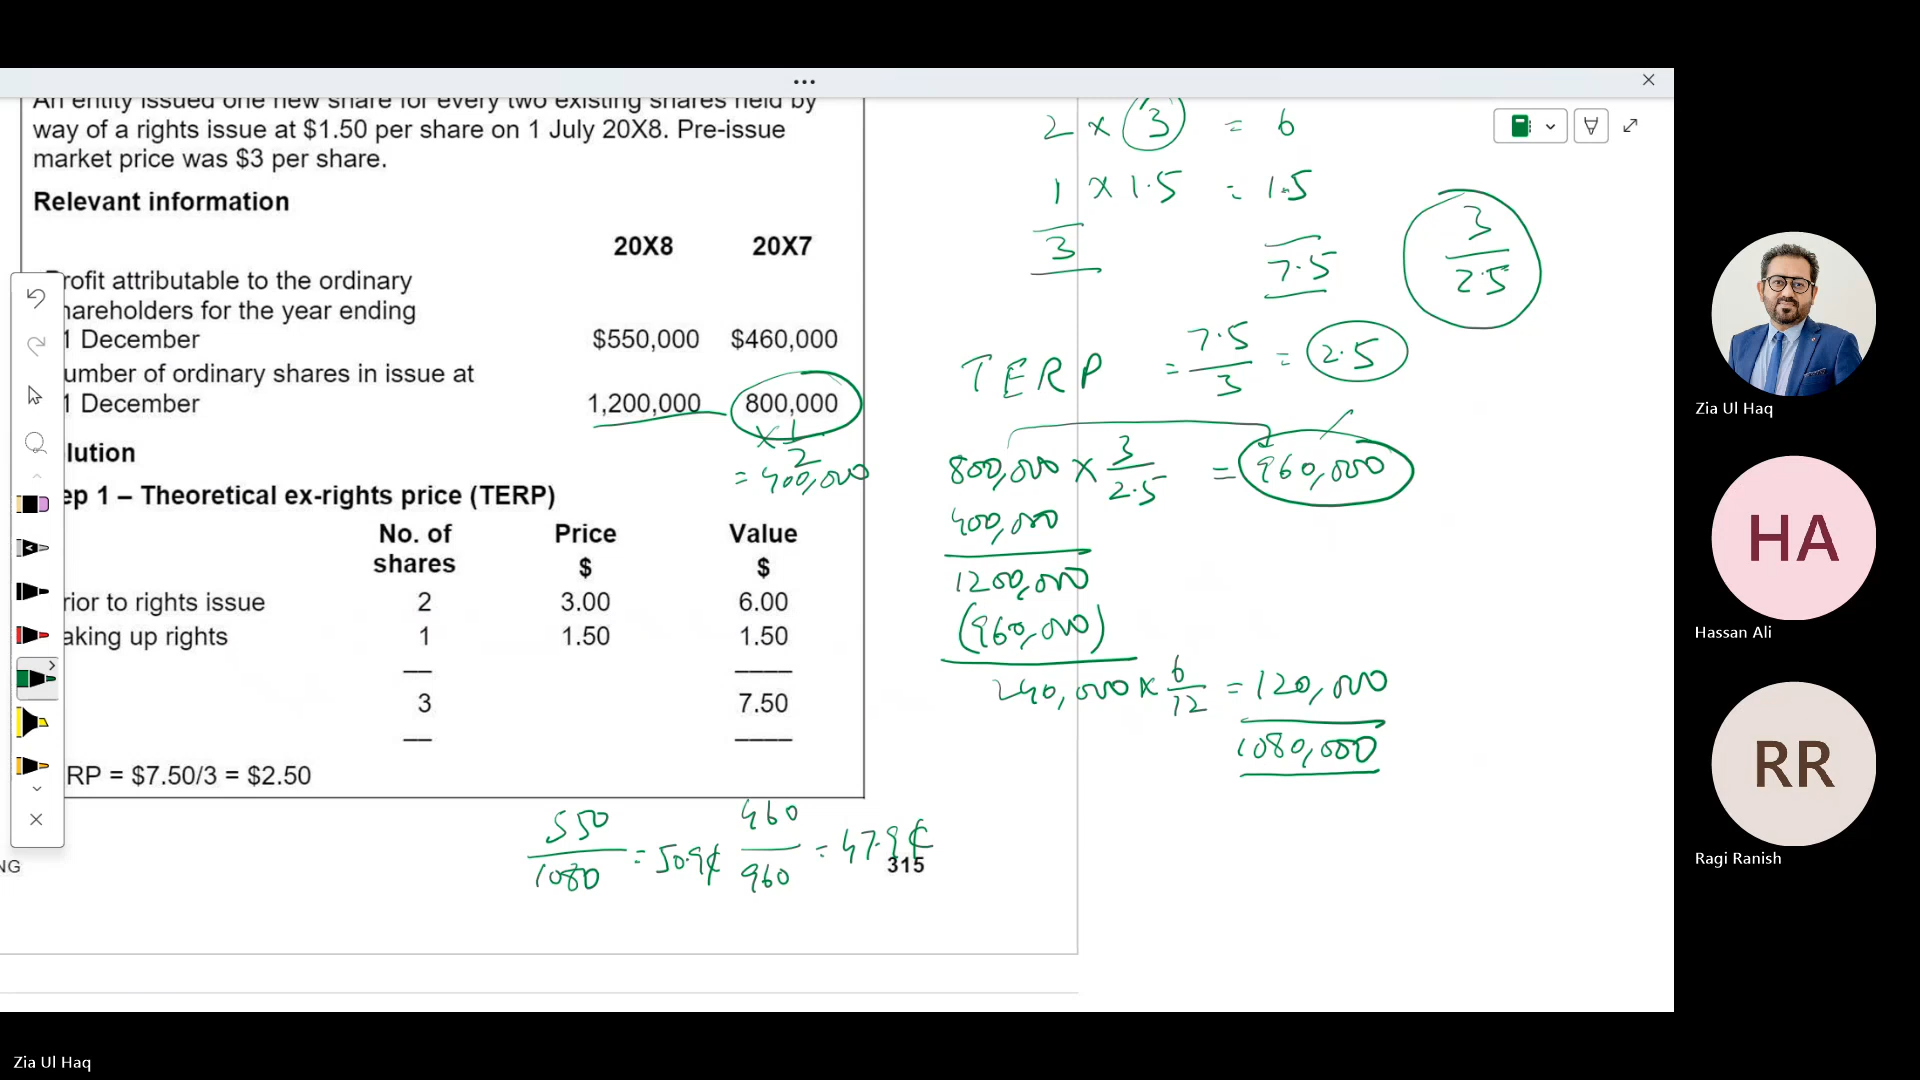 An entity issued one new share for every two existing shares held by
way of a rights issue at $1.50 per share on 1 July 20X8. Pre-issue
market price was $3 per share.
Relevant information
20X8 20X7
rofit attributable to the ordinary
hareholders for the year ending
1 December $550,000 $460,000
umber of ordinary shares in issue at
1 December 1,200,000 800,000
× 1/2
= 400,000
lution
ep 1 – Theoretical ex-rights price (TERP)
No. of Price Value
shares $ $
rior to rights issue 2 3.00 6.00
aking up rights 1 1.50 1.50
3 7.50
RP = $7.50/3 = $2.50
550/1080 = 50.9¢ 460/960 = 47.9¢
NG
315
2 × 3 = 6
1 × 1.5 = 1.5
3 7.5
3/2.5
TERP = 7.5/3 = 2.5
800,000 × 3/2.5 = 960,000
400,000
1200,000
(960,000)
240,000 × 6/12 = 120,000
1080,000
Zia Ul Haq
HA
Hassan Ali
RR
Ragi Ranish
Zia Ul Haq